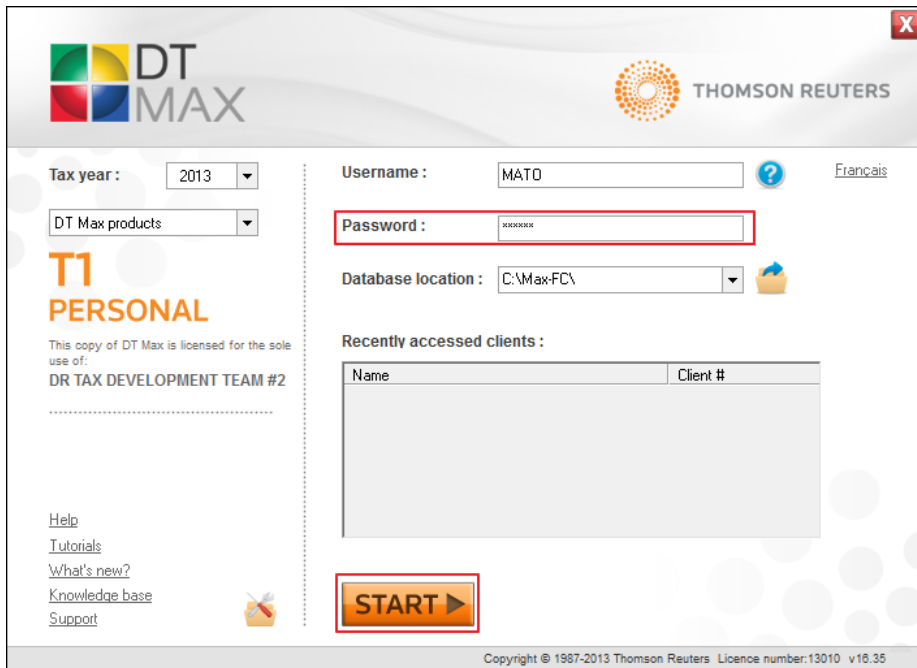 X
DT
MAX
THOMSON REUTERS
Tax year :
2013
DT Max products
T1
PERSONAL
This copy of DT Max is licensed for the sole
use of:
DR TAX DEVELOPMENT TEAM #2
Help
Tutorials
What's new?
Knowledge base
Support
Username :
MATO
?
Français
Password :
××××××
Database location :
C:\Max-FC\
Recently accessed clients :
Name
Client #
START
Copyright © 1987-2013 Thomson Reuters Licence number:13010 v16.35